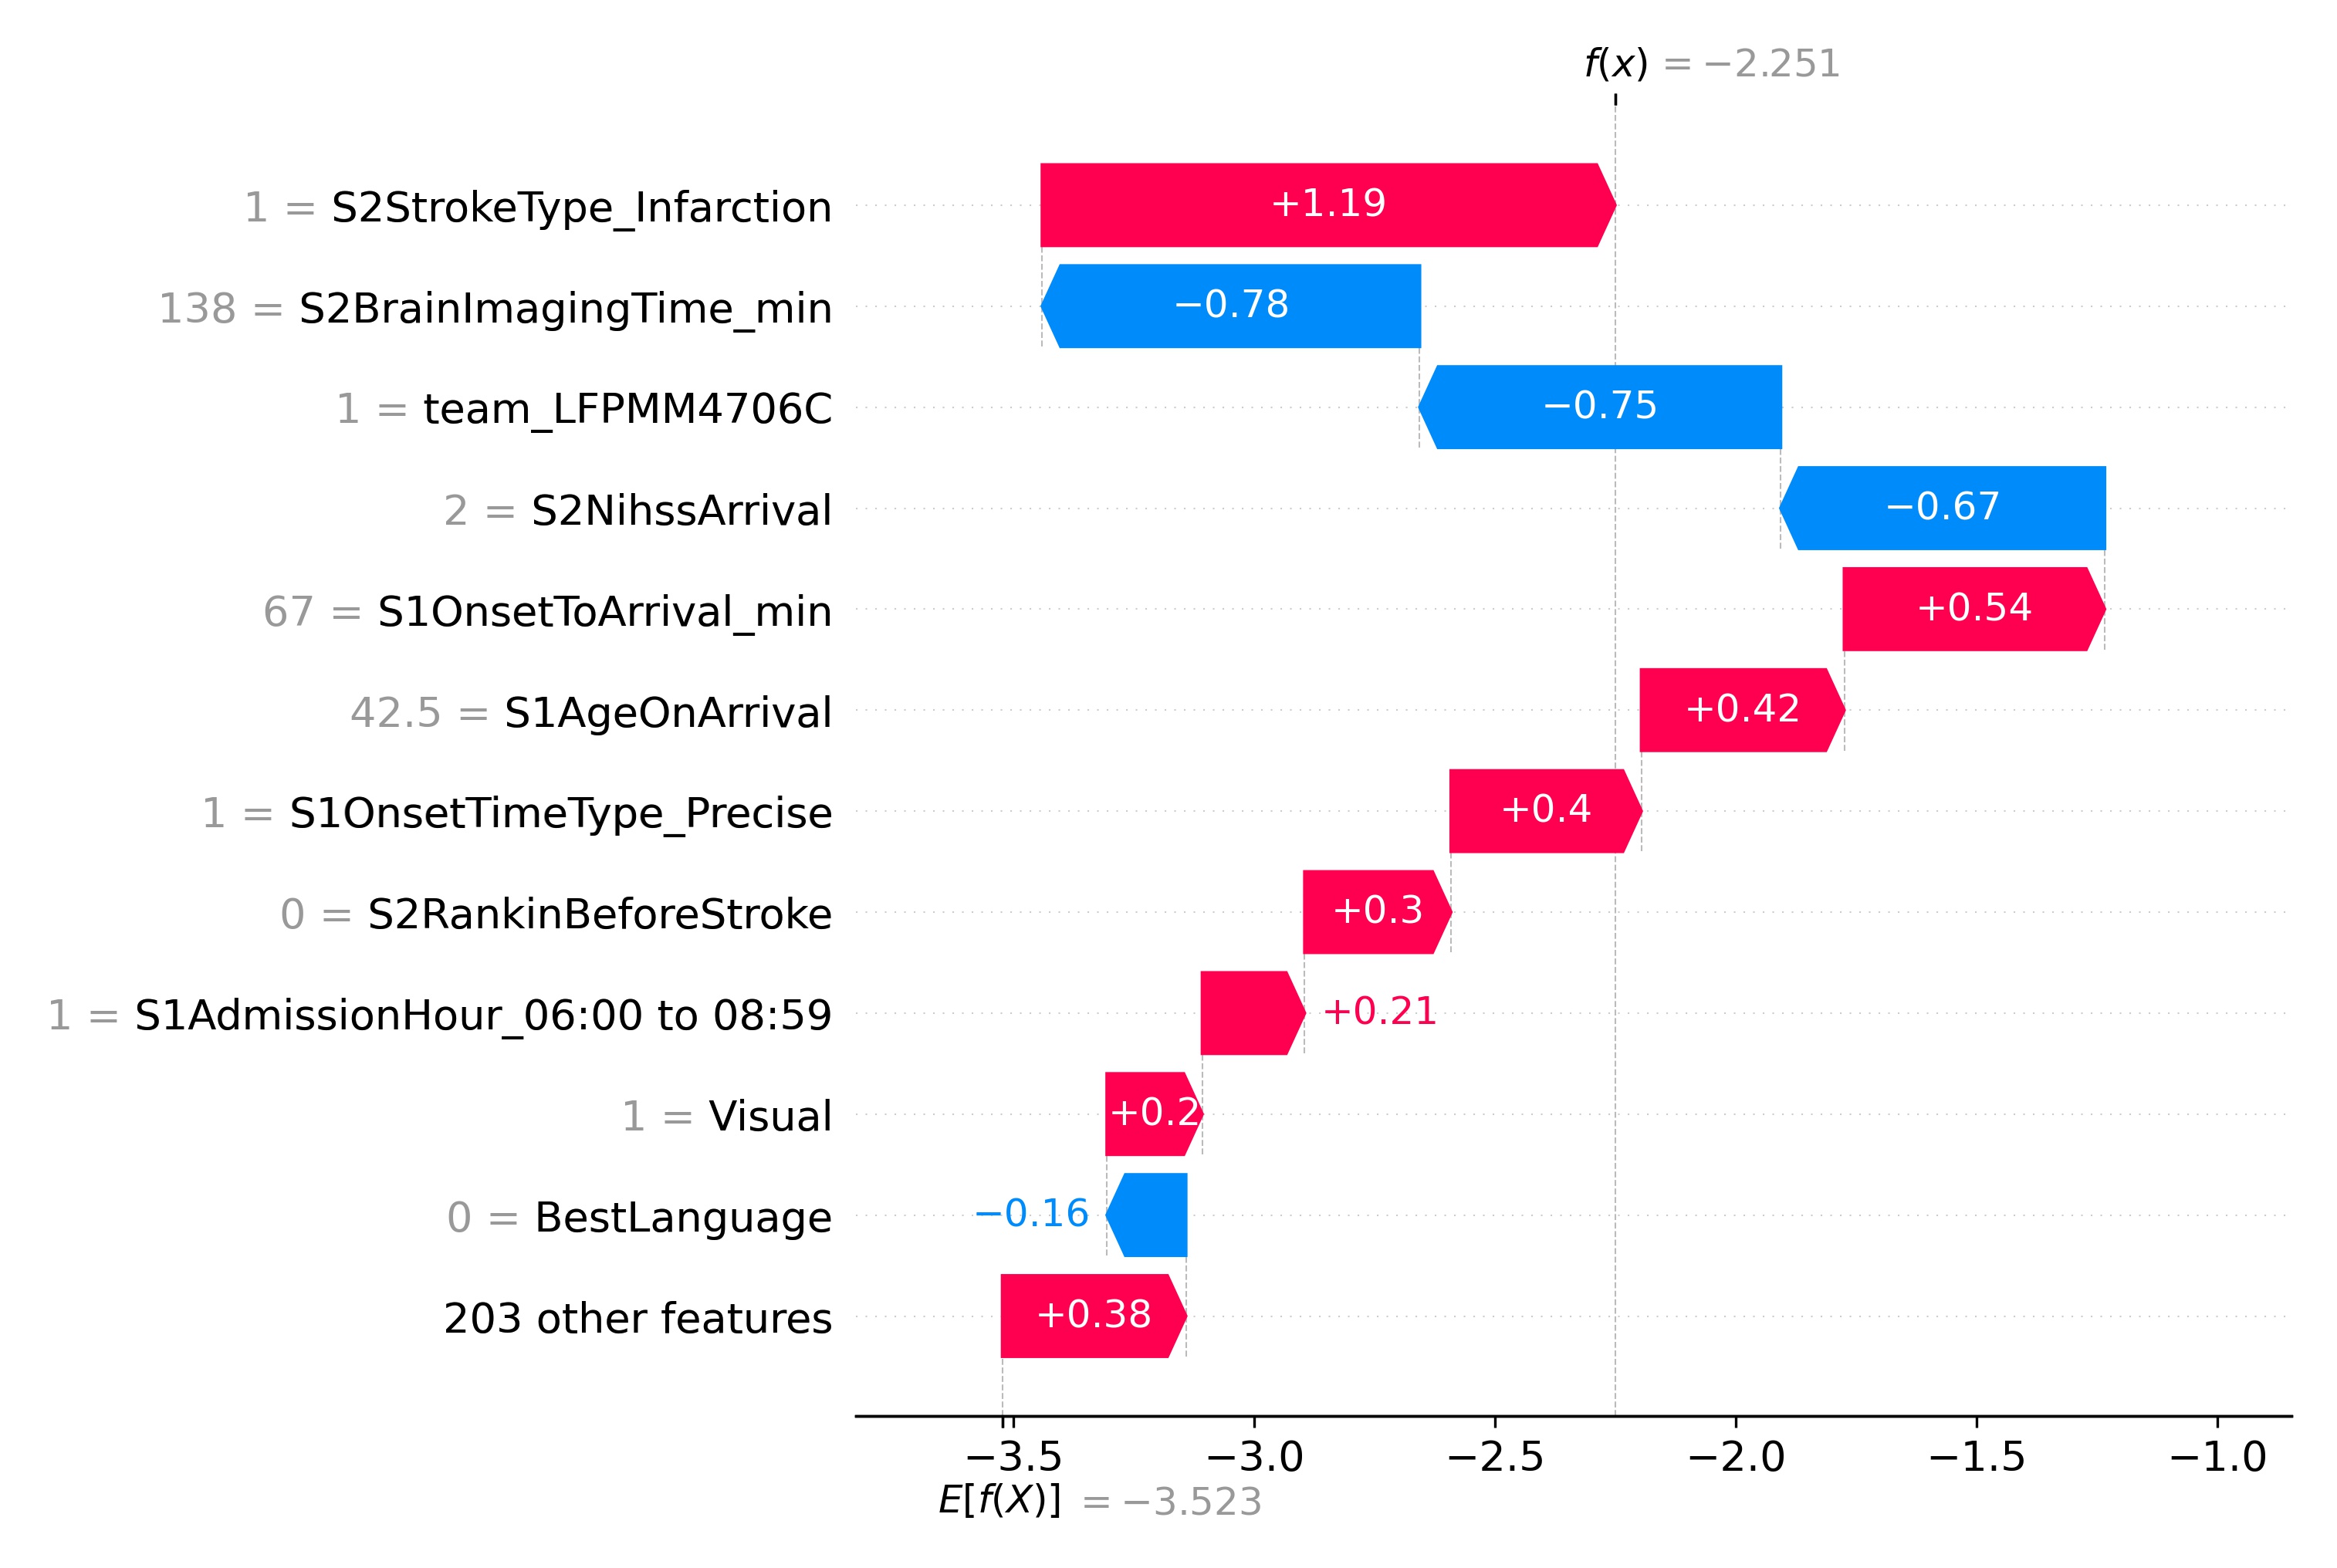 f(x) = −2.251
1 = S2StrokeType_Infarction +1.19
138 = S2BrainImagingTime_min −0.78
1 = team_LFPMM4706C −0.75
2 = S2NihssArrival −0.67
67 = S1OnsetToArrival_min +0.54
42.5 = S1AgeOnArrival +0.42
1 = S1OnsetTimeType_Precise +0.4
0 = S2RankinBeforeStroke +0.3
1 = S1AdmissionHour_06:00 to 08:59 +0.21
1 = Visual +0.2
0 = BestLanguage −0.16
203 other features +0.38
−3.5 −3.0 −2.5 −2.0 −1.5 −1.0
E[f(X)] = −3.523